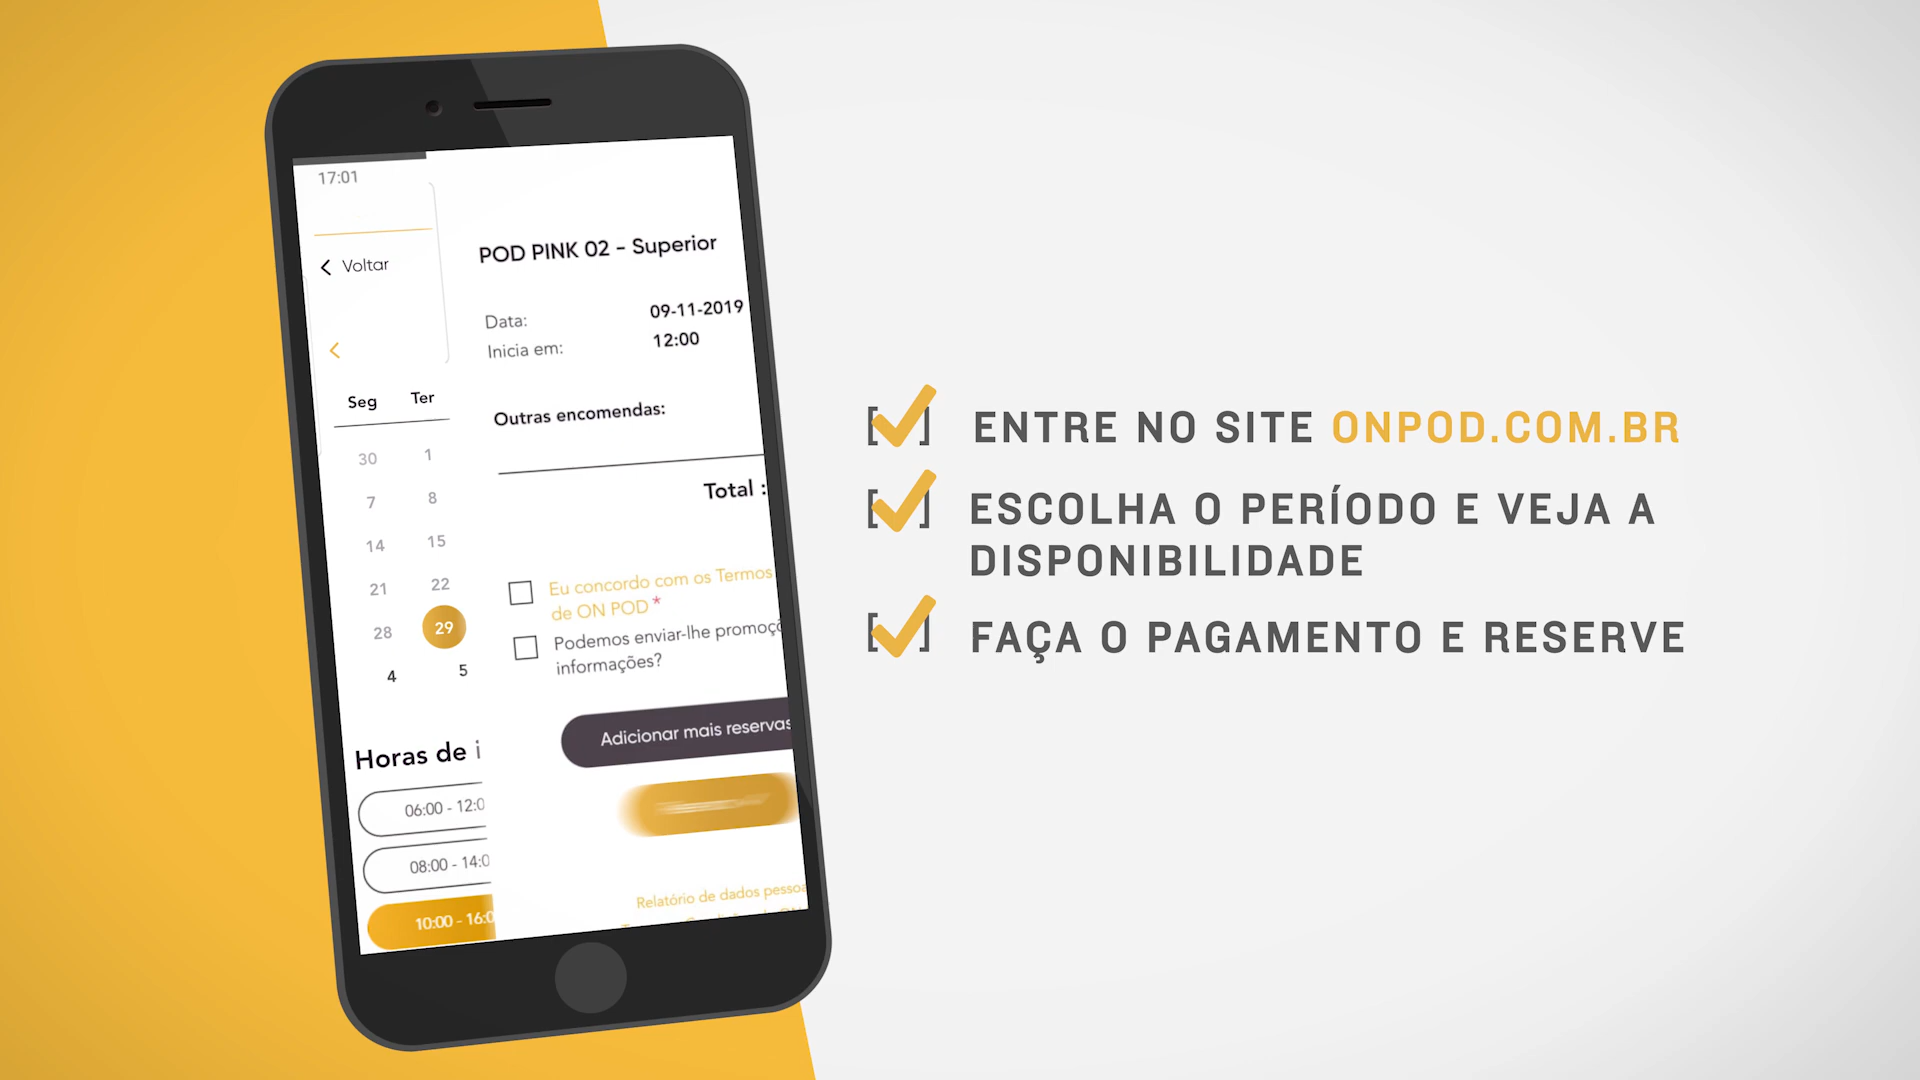 17:01
Voltar
Seg Ter
30 1
7 8
14 15
21 22
28 29
4 5
Horas de i
06:00 - 12:0
08:00 - 14:0
10:00 - 16:0
POD PINK 02 - Superior
Data: 09-11-2019
Inicia em: 12:00
Outras encomendas:
Total :
Eu concordo com os Termos
de ON POD *
Podemos enviar-lhe promoçõ
informações?
Adicionar mais reservas
Relatório de dados pessoa
ENTRE NO SITE ONPOD.COM.BR
ESCOLHA O PERÍODO E VEJA A
DISPONIBILIDADE
FAÇA O PAGAMENTO E RESERVE